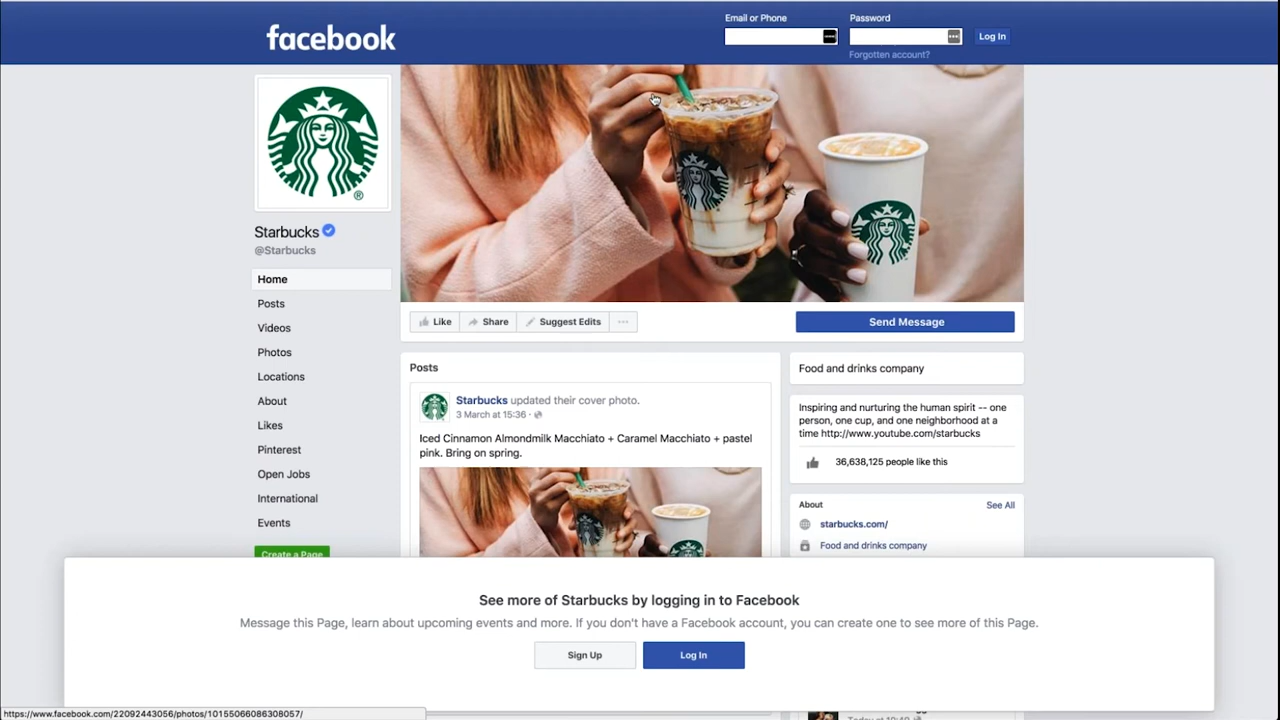 facebook
Email or Phone
Password
Log In
Forgotten account?
Starbucks
@Starbucks
Home
Posts
Videos
Photos
Locations
About
Likes
Pinterest
Open Jobs
International
Events
Create a Page
Like
Share
Suggest Edits
Send Message
Posts
Starbucks updated their cover photo.
3 March at 15:36 ·
Iced Cinnamon Almondmilk Macchiato + Caramel Macchiato + pastel
pink. Bring on spring.
Food and drinks company
Inspiring and nurturing the human spirit -- one
person, one cup, and one neighborhood at a
time http://www.youtube.com/starbucks
36,638,125 people like this
About
See All
starbucks.com/
Food and drinks company
See more of Starbucks by logging in to Facebook
Message this Page, learn about upcoming events and more. If you don't have a Facebook account, you can create one to see more of this Page.
Sign Up
Log In
https://www.facebook.com/22092443056/photos/10155066086308057/